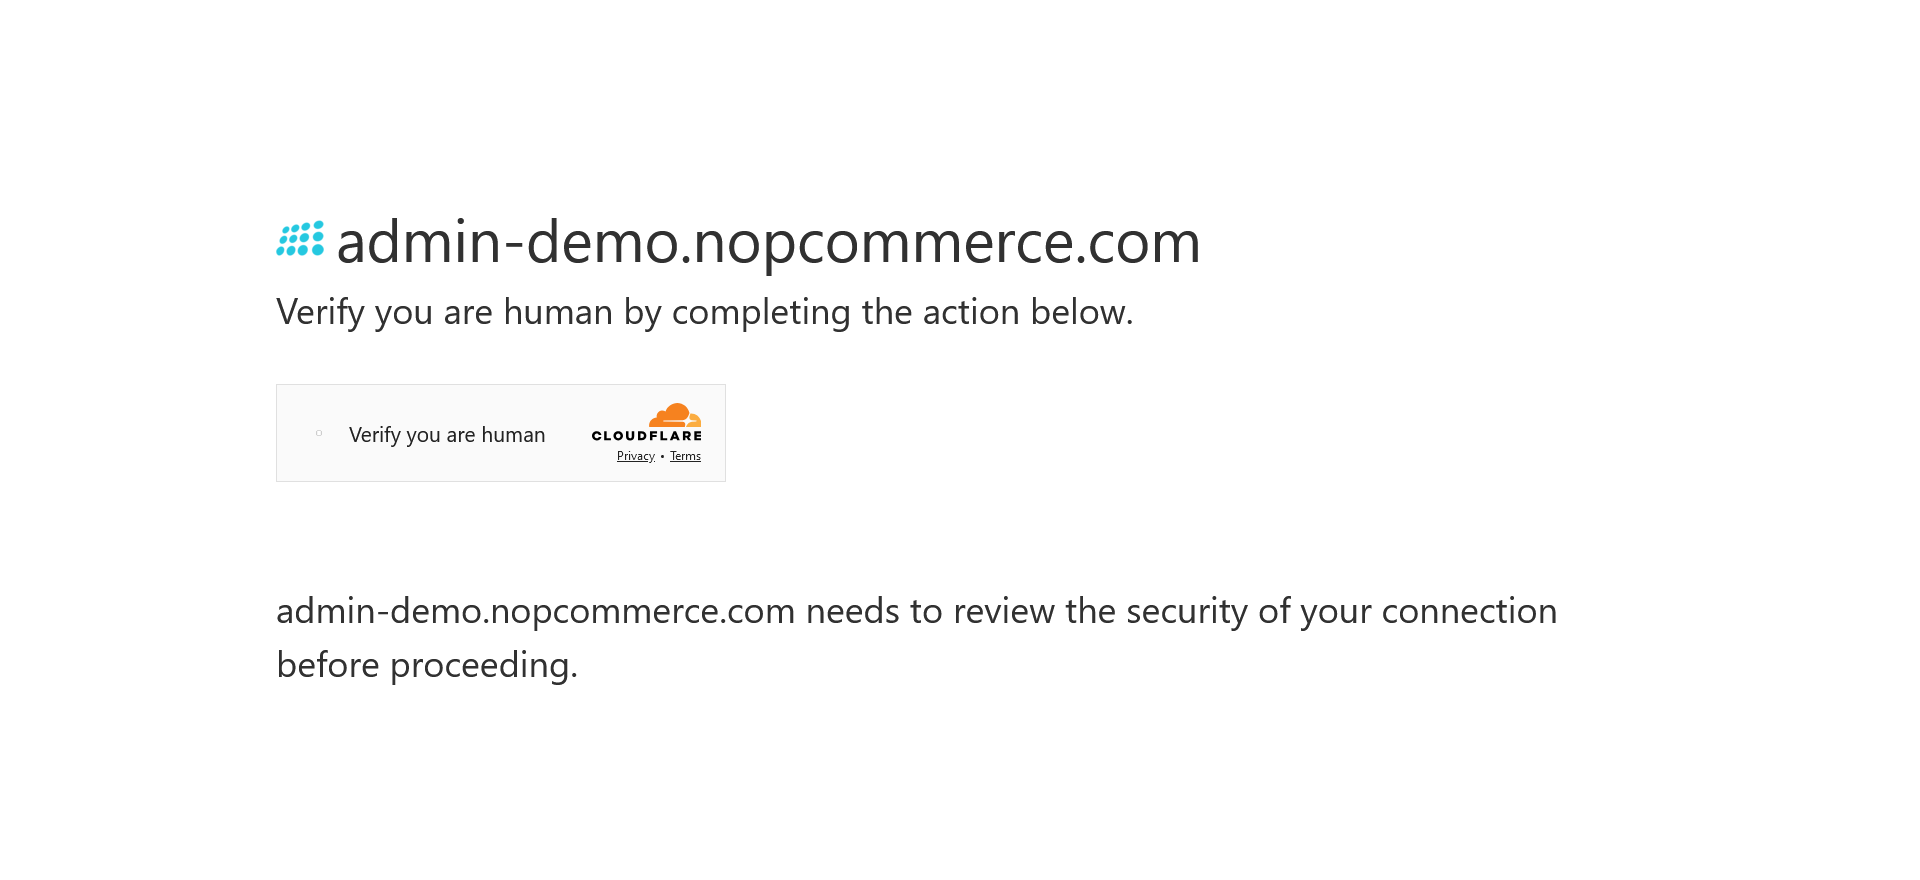 admin-demo.nopcommerce.com
Verify you are human by completing the action below.
Verify you are human
CLOUDFLARE
Privacy • Terms
admin-demo.nopcommerce.com needs to review the security of your connection
before proceeding.